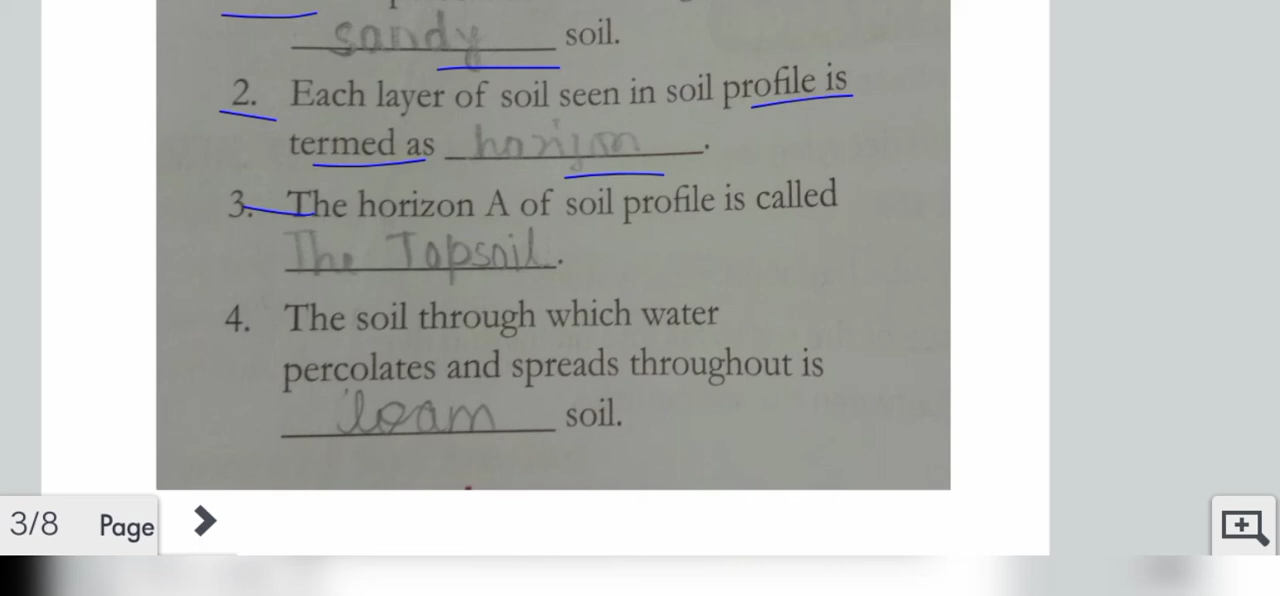 sandy soil.
2. Each layer of soil seen in soil profile is
termed as horizon.
3. The horizon A of soil profile is called
The Topsoil.
4. The soil through which water
percolates and spreads throughout is
loam soil.
3/8 Page